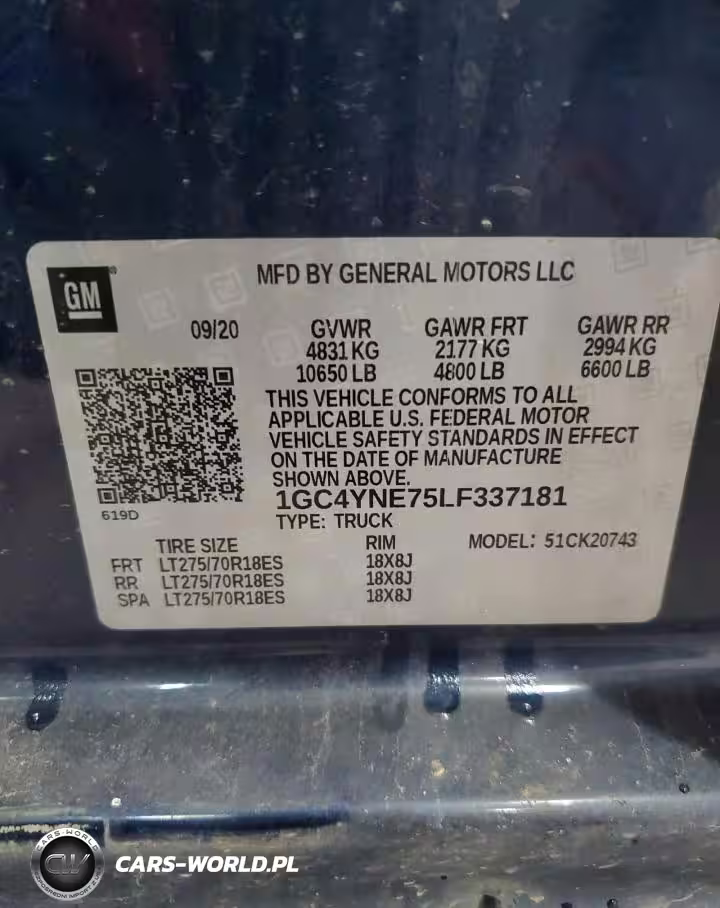 MFD BY GENERAL MOTORS LLC
GM
09/20 GVWR GAWR FRT GAWR RR
4831 KG 2177 KG 2994 KG
10650 LB 4800 LB 6600 LB
THIS VEHICLE CONFORMS TO ALL
APPLICABLE U.S. FEDERAL MOTOR
VEHICLE SAFETY STANDARDS IN EFFECT
ON THE DATE OF MANUFACTURE
SHOWN ABOVE.
1GC4YNE75LF337181
619D
TYPE: TRUCK
TIRE SIZE RIM MODEL: 51CK20743
FRT LT275/70R18ES 18X8J
RR LT275/70R18ES 18X8J
SPA LT275/70R18ES 18X8J
CARS-WORLD
CW
CARS-WORLD.PL